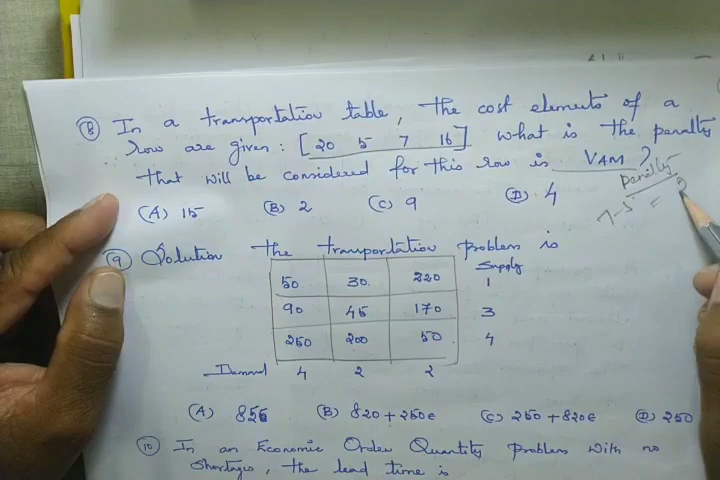 ⑧ In a transportation table, the cost elements of a
row are given: [20 5 7 16] what is the penalty
that will be considered for this row in VAM?
Penalty
7-5 = 2
(A) 15 (B) 2 (C) 9 (D) 4
⑨ Solution the transportation problem is
Supply
50 30 220 1
90 45 170 3
250 200 50 4
Demand 4 2 2
(A) 855 (B) 820+250ε (C) 250+820ε (D) 250
⑩ In an Economic Order Quantity problem with no
shortages, the lead time is